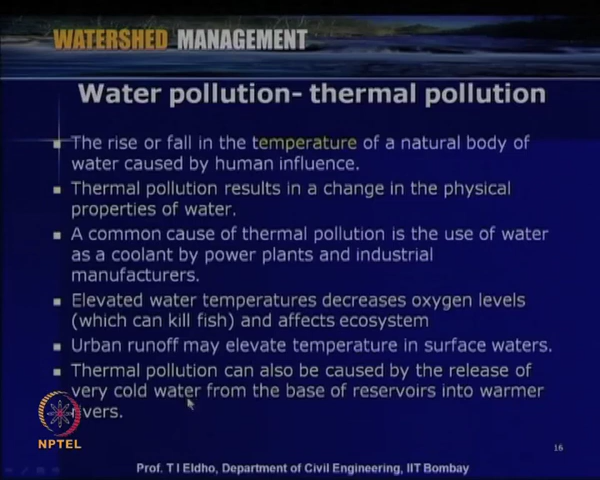 WATERSHED MANAGEMENT
Water pollution- thermal pollution
The rise or fall in the temperature of a natural body of
water caused by human influence.
Thermal pollution results in a change in the physical
properties of water.
A common cause of thermal pollution is the use of water
as a coolant by power plants and industrial
manufacturers.
Elevated water temperatures decreases oxygen levels
(which can kill fish) and affects ecosystem
Urban runoff may elevate temperature in surface waters.
Thermal pollution can also be caused by the release of
very cold water from the base of reservoirs into warmer
rivers.
NPTEL
16
Prof. T I Eldho, Department of Civil Engineering, IIT Bombay